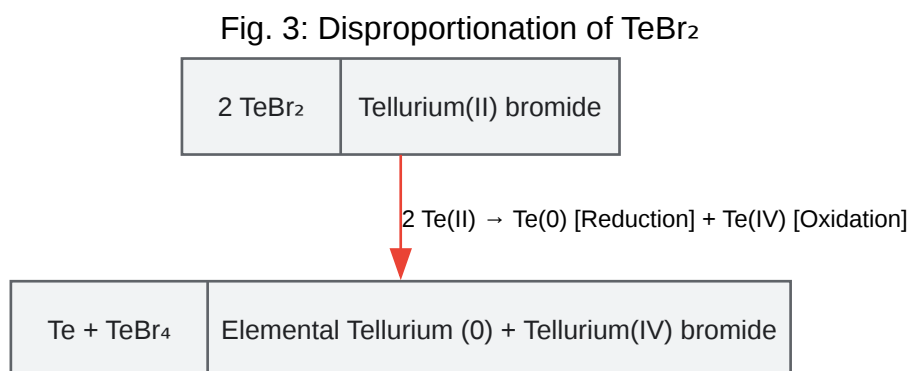 Fig. 3: Disproportionation of TeBr₂
2 TeBr₂ Tellurium(II) bromide
2 Te(II) → Te(0) [Reduction] + Te(IV) [Oxidation]
Te + TeBr₄ Elemental Tellurium (0) + Tellurium(IV) bromide